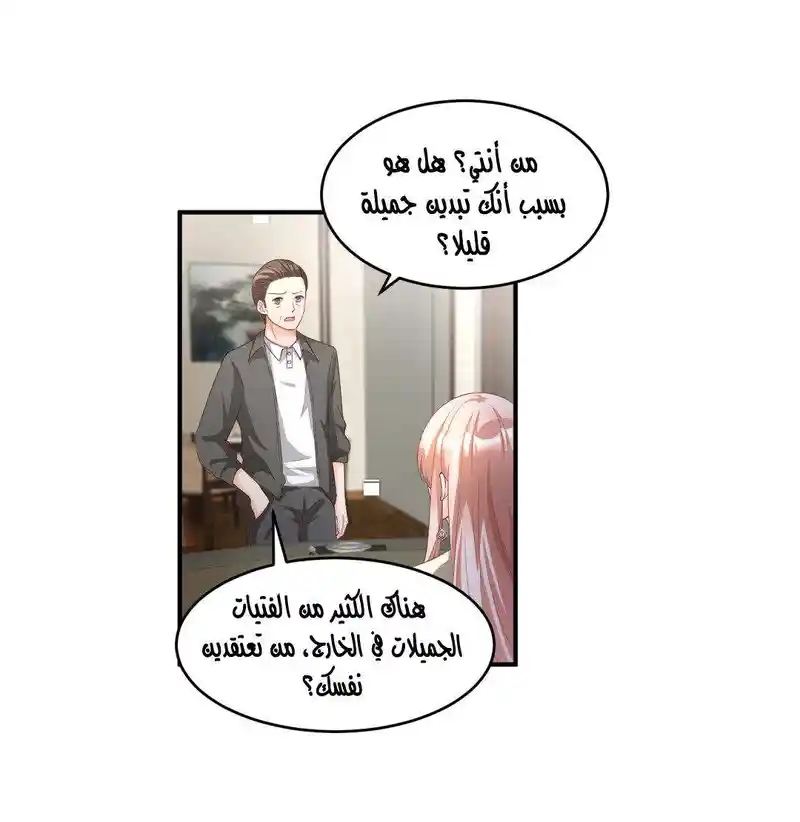 من أنتي؟ هل هو
بسبب أنك تبدين جميلة
قليلا؟
هناك الكثير من الفتيات
الجميلات في الخارج، من تعتقدين
نفسك؟